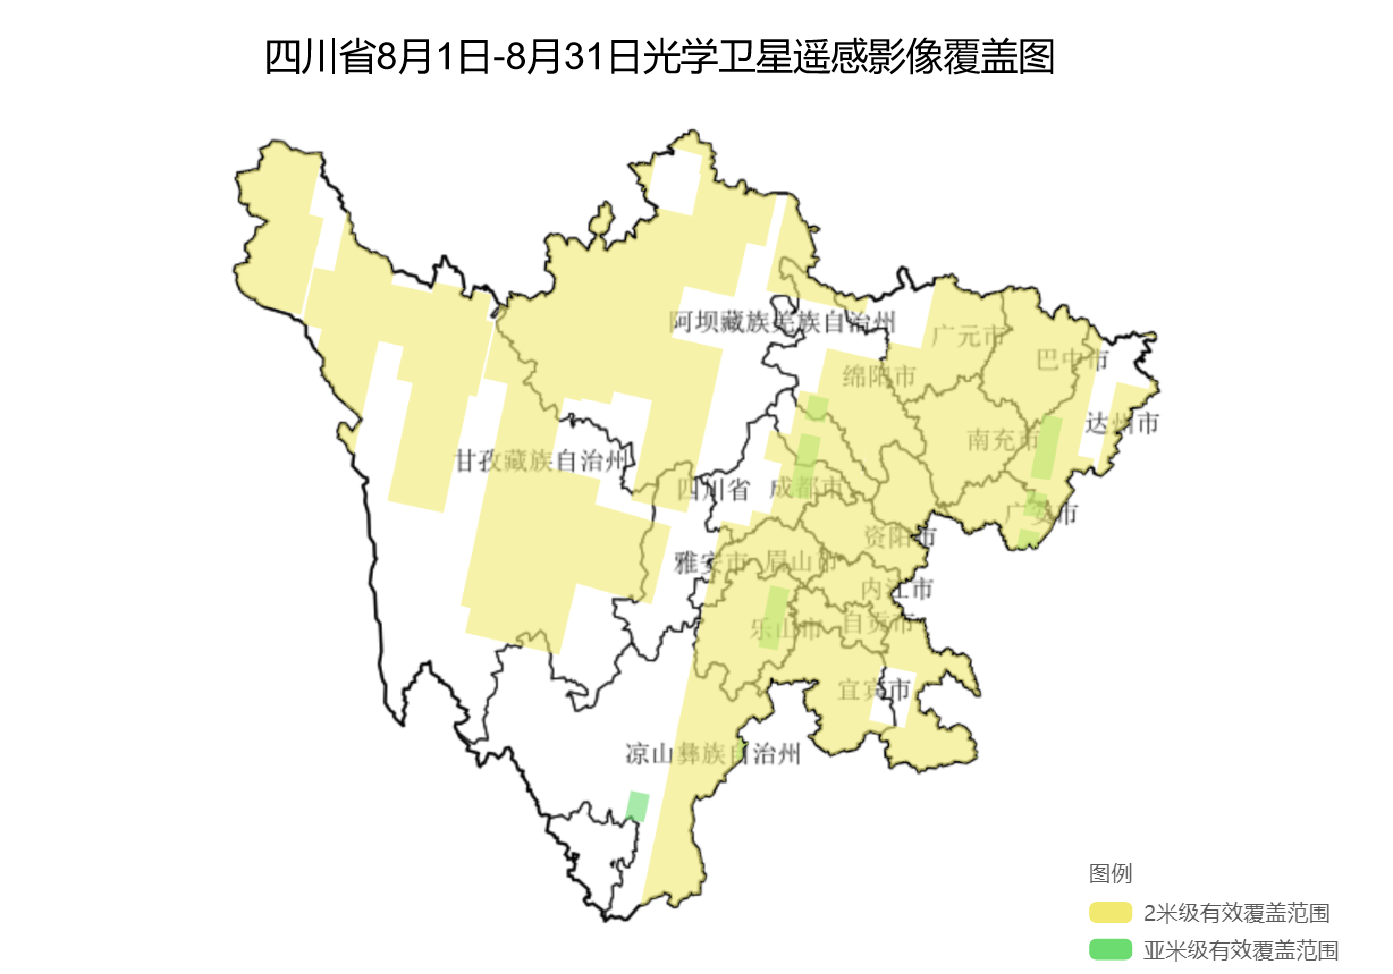 四川省8月1日-8月31日光学卫星遥感影像覆盖图
阿坝藏族羌族自治州
广元市
巴中市
绵阳市
达州市
南充市
甘孜藏族自治州
四川省
成都市
广安市
资阳市
雅安市
眉山市
内江市
乐山市
自贡市
宜宾市
凉山彝族自治州
图例
2米级有效覆盖范围
亚米级有效覆盖范围